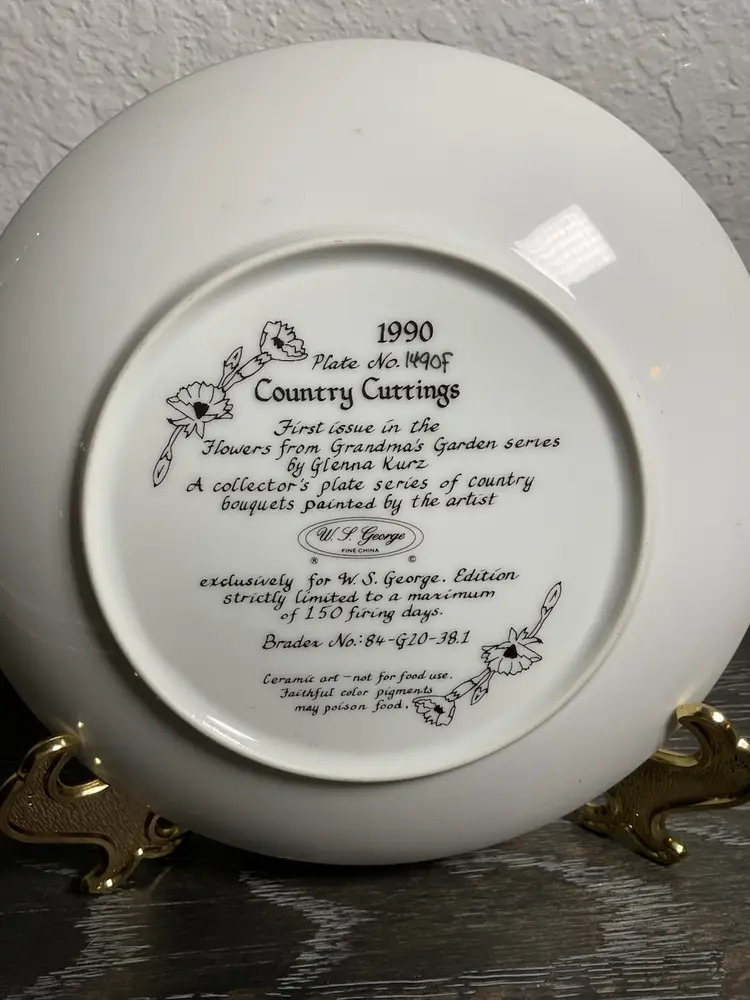 1990
Plate No. 1490F
Country Cuttings
First issue in the
Flowers from Grandma's Garden series
by Glenna Kurz
A collector's plate series of country
bouquets painted by the artist
W. S. George
FINE CHINA
® ©
exclusively for W. S. George. Edition
strictly limited to a maximum
of 150 firing days.
Bradex No.: 84-G20-38.1
Ceramic art - not for food use.
Faithful color pigments
may poison food.